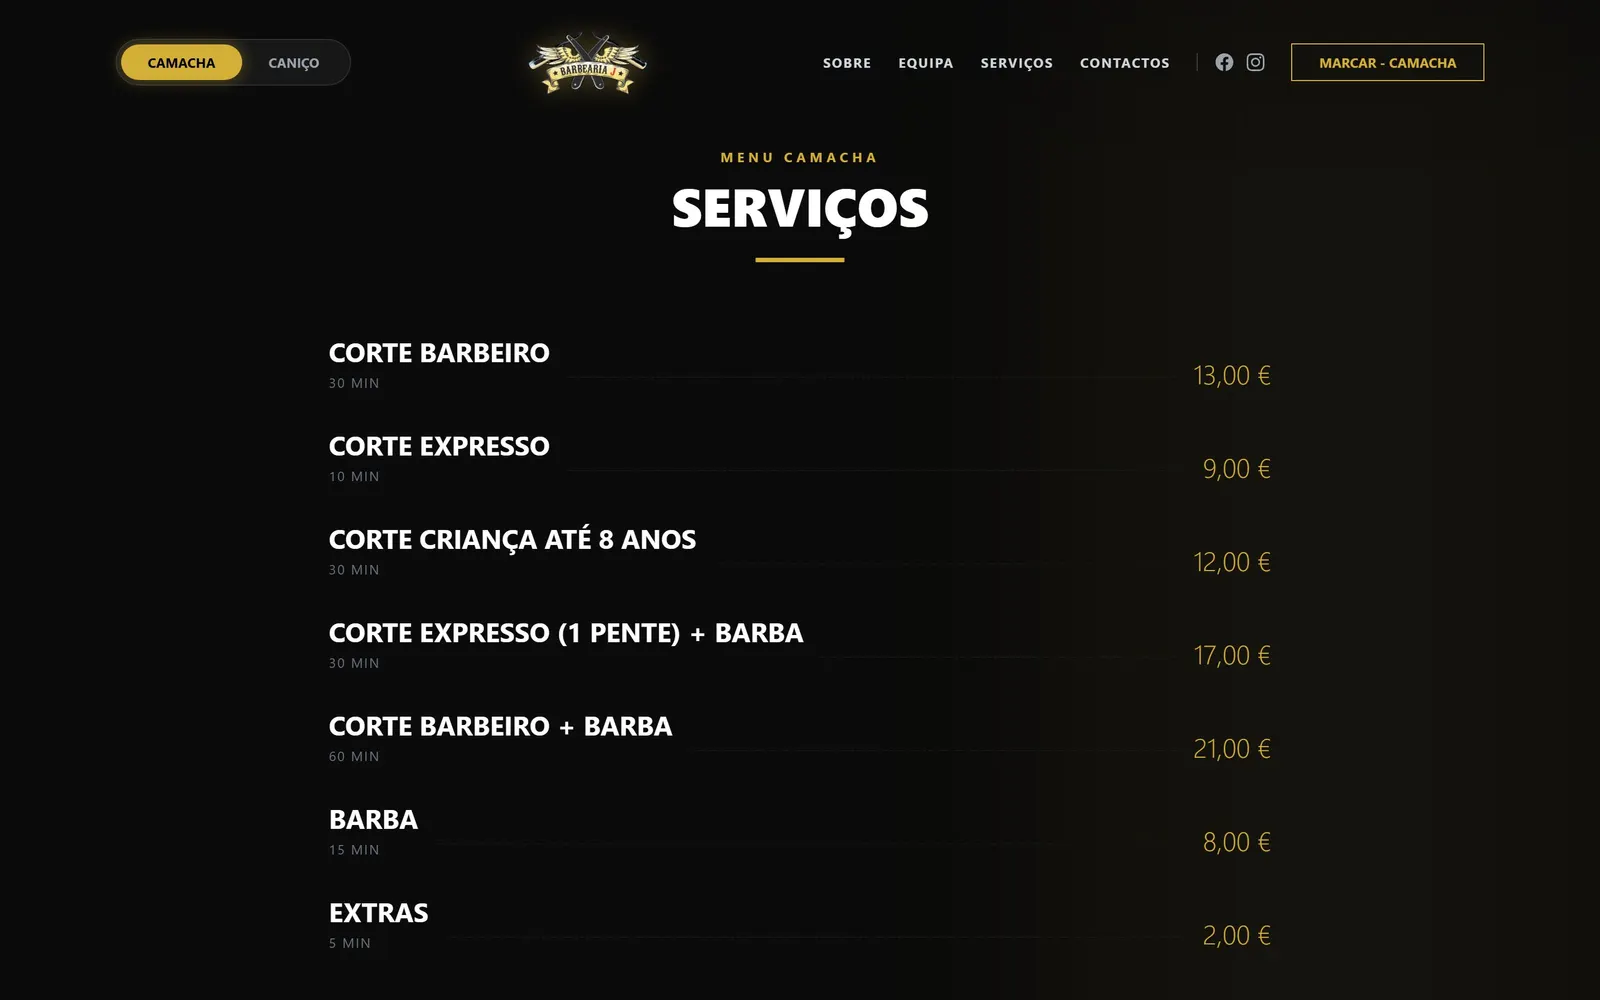 CAMACHA
CANIÇO
BARBEARIA J
SOBRE
EQUIPA
SERVIÇOS
CONTACTOS
MARCAR - CAMACHA
MENU CAMACHA
SERVIÇOS
CORTE BARBEIRO
30 MIN
13,00 €
CORTE EXPRESSO
10 MIN
9,00 €
CORTE CRIANÇA ATÉ 8 ANOS
30 MIN
12,00 €
CORTE EXPRESSO (1 PENTE) + BARBA
30 MIN
17,00 €
CORTE BARBEIRO + BARBA
60 MIN
21,00 €
BARBA
15 MIN
8,00 €
EXTRAS
5 MIN
2,00 €